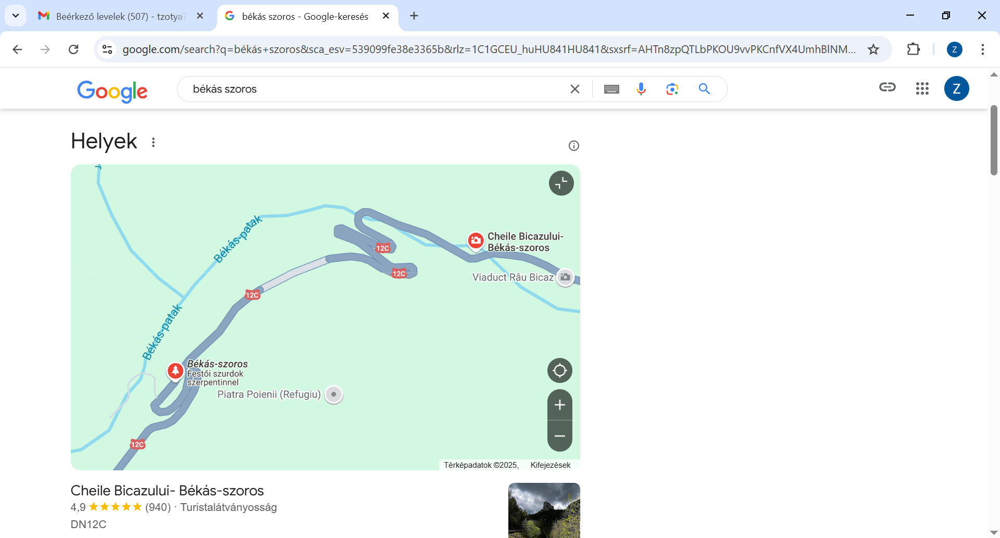 Beérkező levelek (507) - tzotya7
békás szoros - Google-keresés
google.com/search?q=békás+szoros&sca_esv=539099fe38e3365b&rlz=1C1GCEU_huHU841HU841&sxsrf=AHTn8zpQTLbPKOU9vvPKCnfVX4UmhBlNM...
Z
Google
békás szoros
Z
Helyek
Békás-patak
12C
Cheile Bicazului-
Békás-szoros
12C
Viaduct Râu Bicaz
12C
Békás-patak
Békás-szoros
Festői szurdok
szerpentinnel
Piatra Poienii (Refugiu)
12C
Térképadatok ©2025,
Kifejezések
Cheile Bicazului- Békás-szoros
4,9 ★★★★★ (940) · Turistalátványosság
DN12C